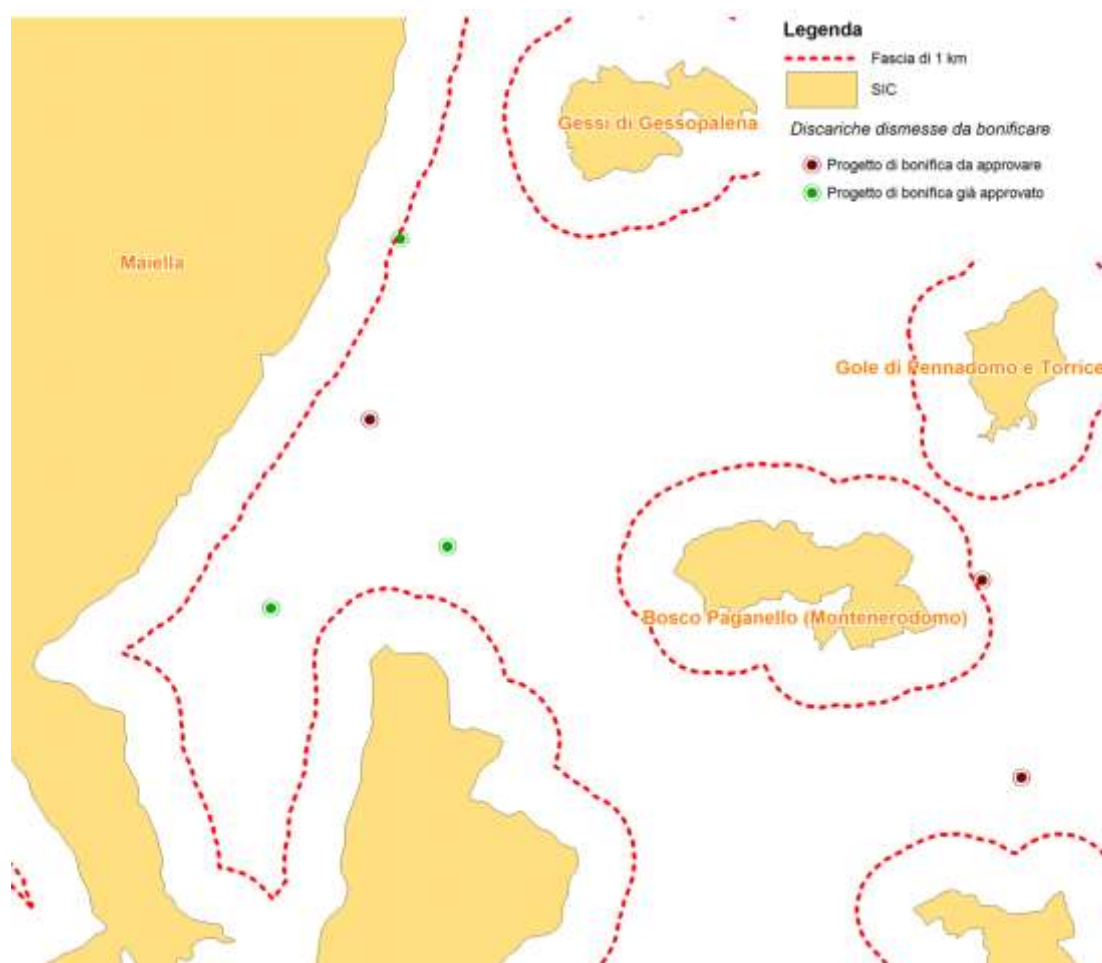 Legenda
Fascia di 1 km
SIC
Discariche dismesse da bonificare
Progetto di bonifica da approvare
Progetto di bonifica già approvato
Gessi di Gessopalena
Maiella
Gole di Pennadomo e Torrice
Bosco Paganello (Montenerodomo)